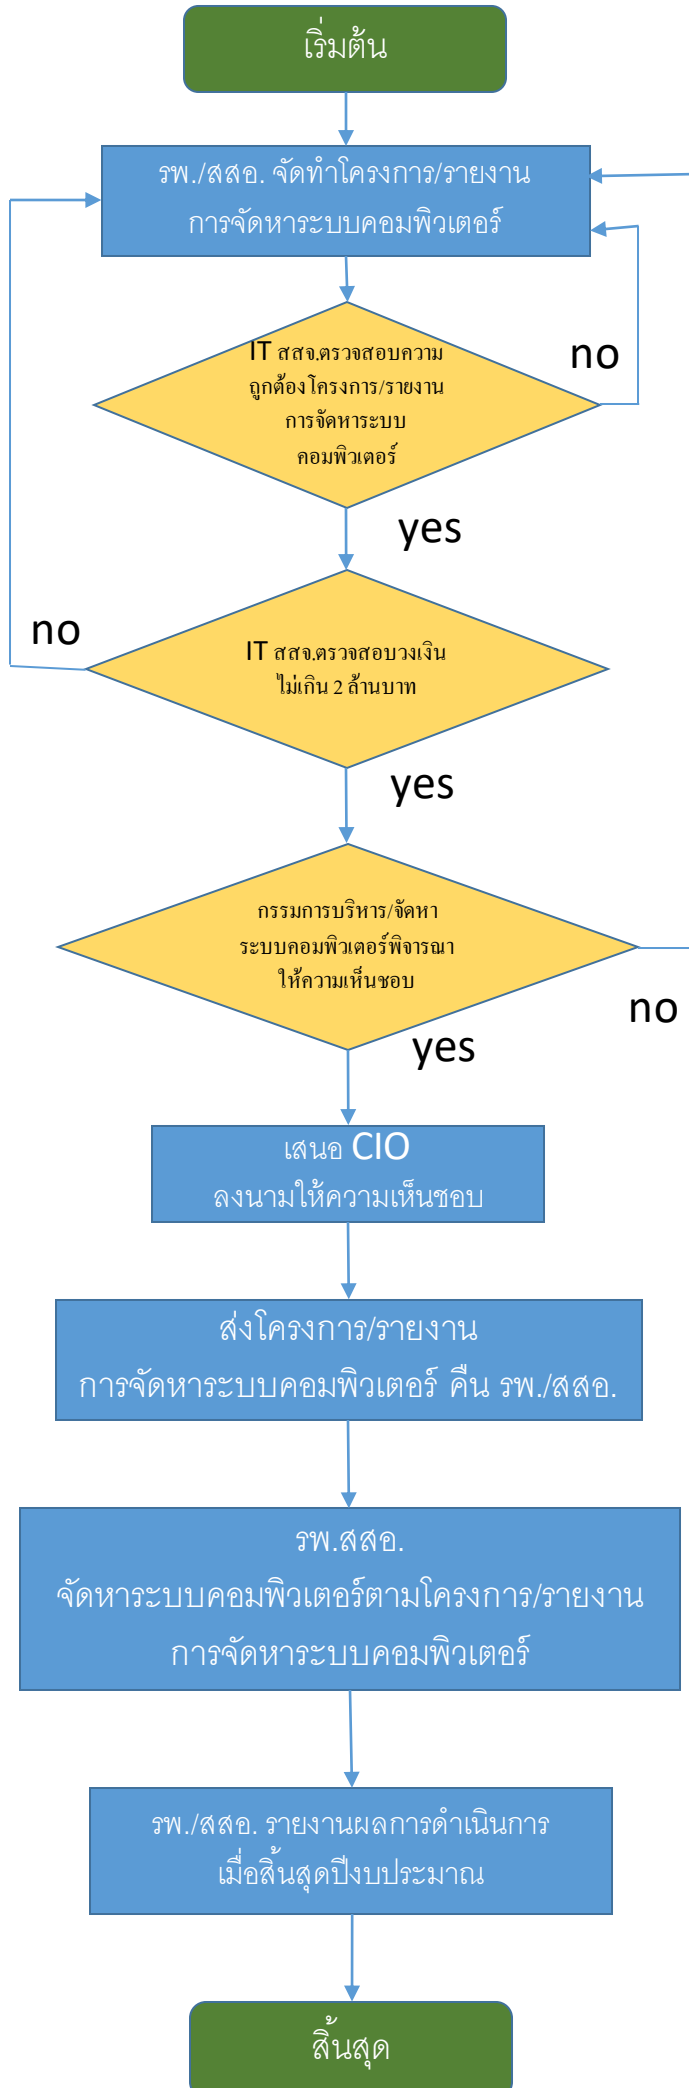 เริ่มต้น
รพ./สสอ. จัดทำโครงการ/รายงาน
การจัดหาระบบคอมพิวเตอร์
IT สสจ.ตรวจสอบความ
ถูกต้องโครงการ/รายงาน
การจัดหาระบบ
คอมพิวเตอร์
no
yes
no
IT สสจ.ตรวจสอบวงเงิน
ไม่เกิน 2 ล้านบาท
yes
กรรมการบริหาร/จัดหา
ระบบคอมพิวเตอร์พิจารณา
ให้ความเห็นชอบ
no
yes
เสนอ CIO
ลงนามให้ความเห็นชอบ
ส่งโครงการ/รายงาน
การจัดหาระบบคอมพิวเตอร์ คืน รพ./สสอ.
รพ.สสอ.
จัดหาระบบคอมพิวเตอร์ตามโครงการ/รายงาน
การจัดหาระบบคอมพิวเตอร์
รพ./สสอ. รายงานผลการดำเนินการ
เมื่อสิ้นสุดปีงบประมาณ
สิ้นสุด